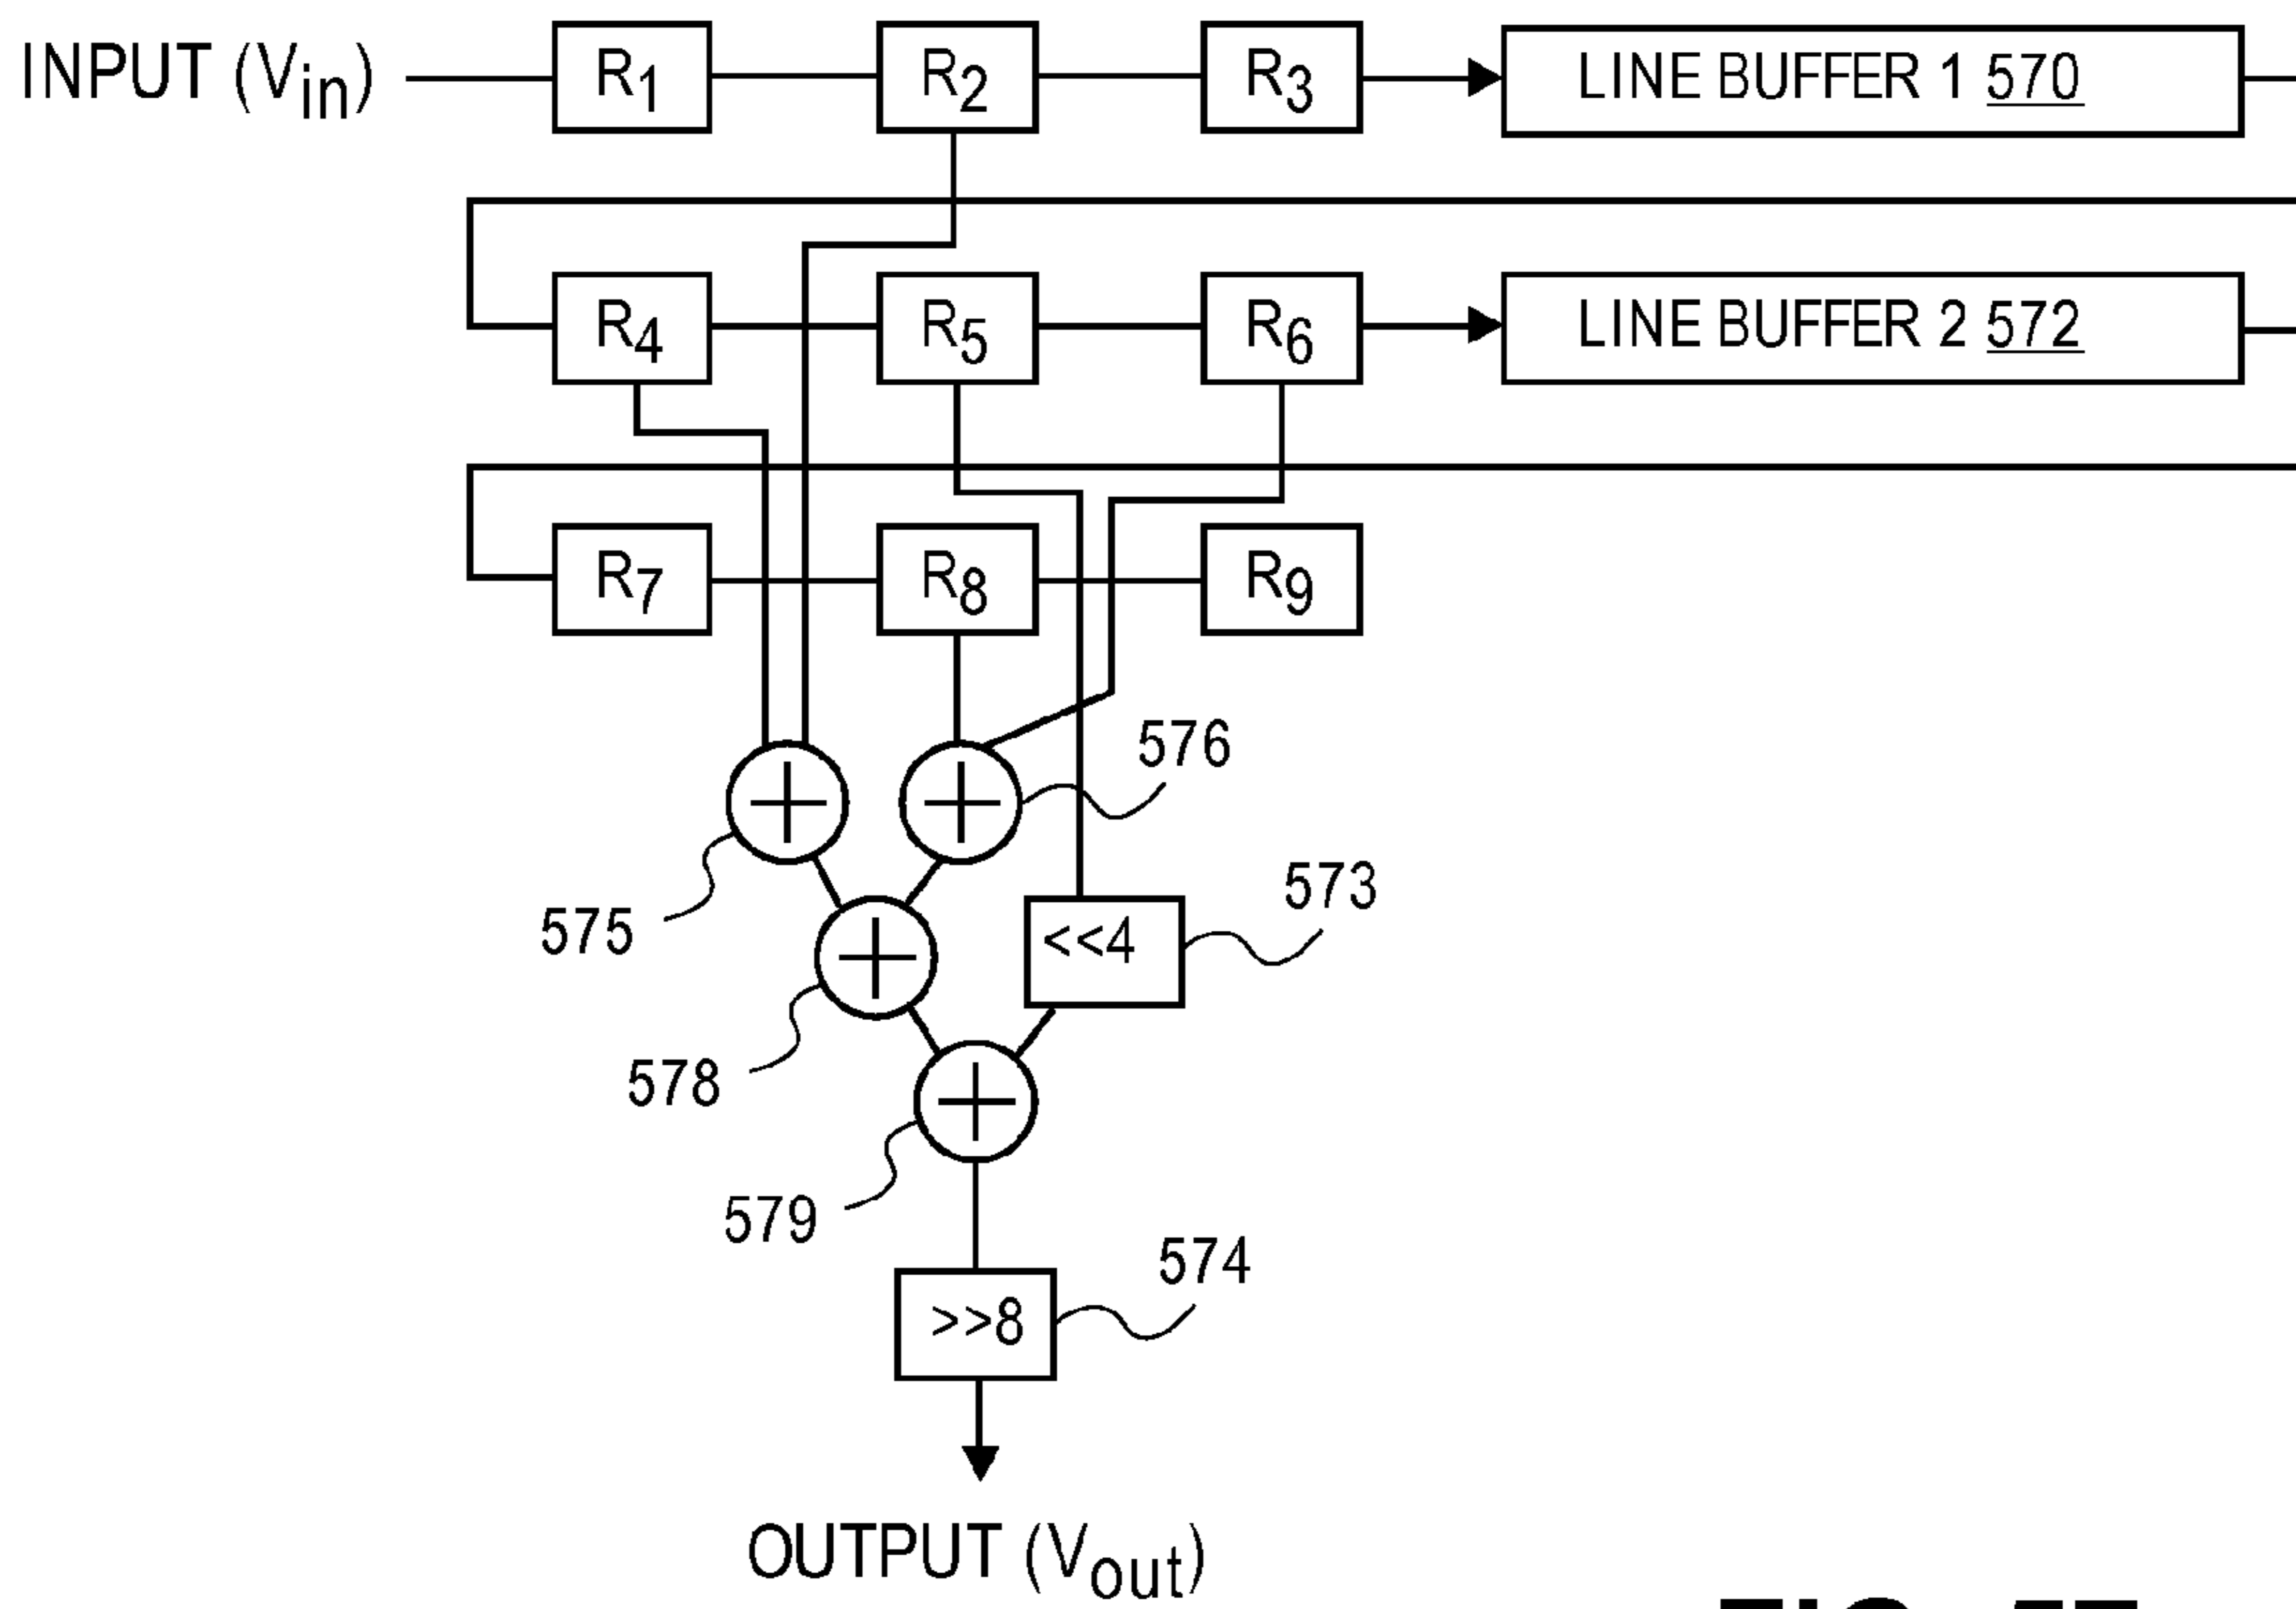 INPUT (Vin)
R1
R2
R3
LINE BUFFER 1 570
R4
R5
R6
LINE BUFFER 2 572
R7
R8
R9
576
573
575
<<4
578
579
574
>>8
OUTPUT (Vout)